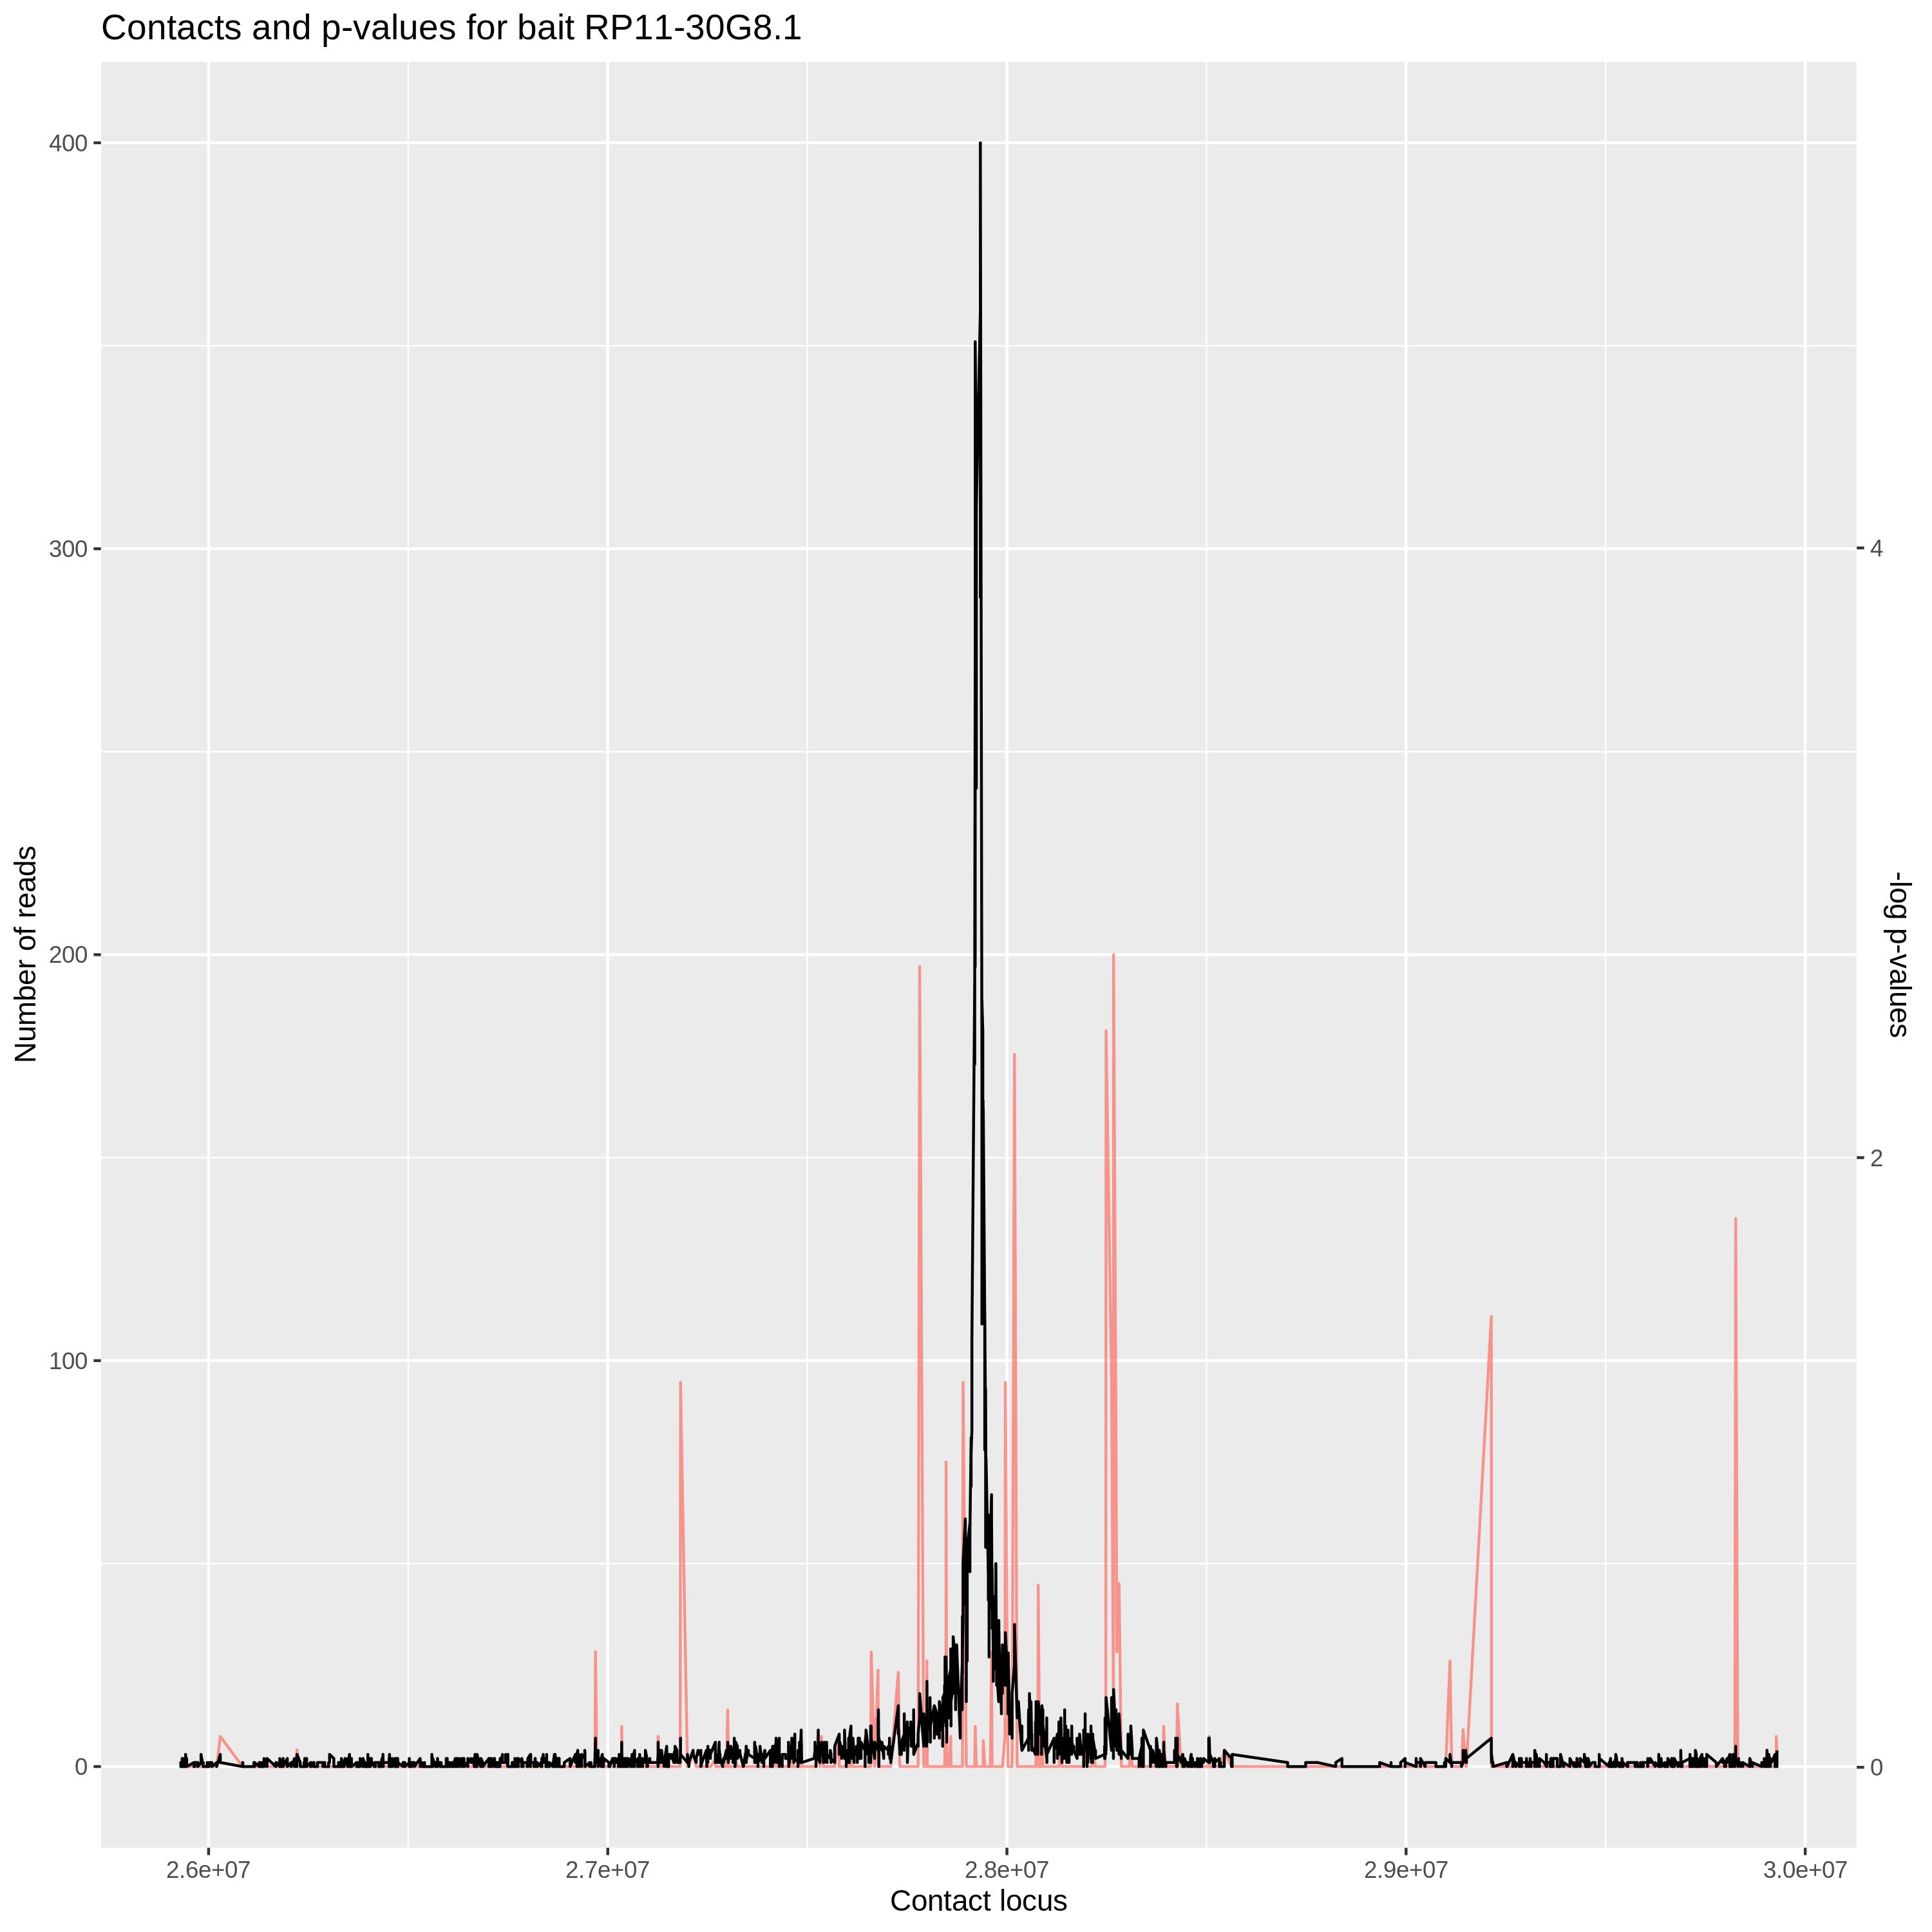 Contacts and p-values for bait RP11-30G8.1
400
300
200
100
0
Number of reads
4
2
0
-log p-values
2.6e+07
2.7e+07
2.8e+07
2.9e+07
3.0e+07
Contact locus